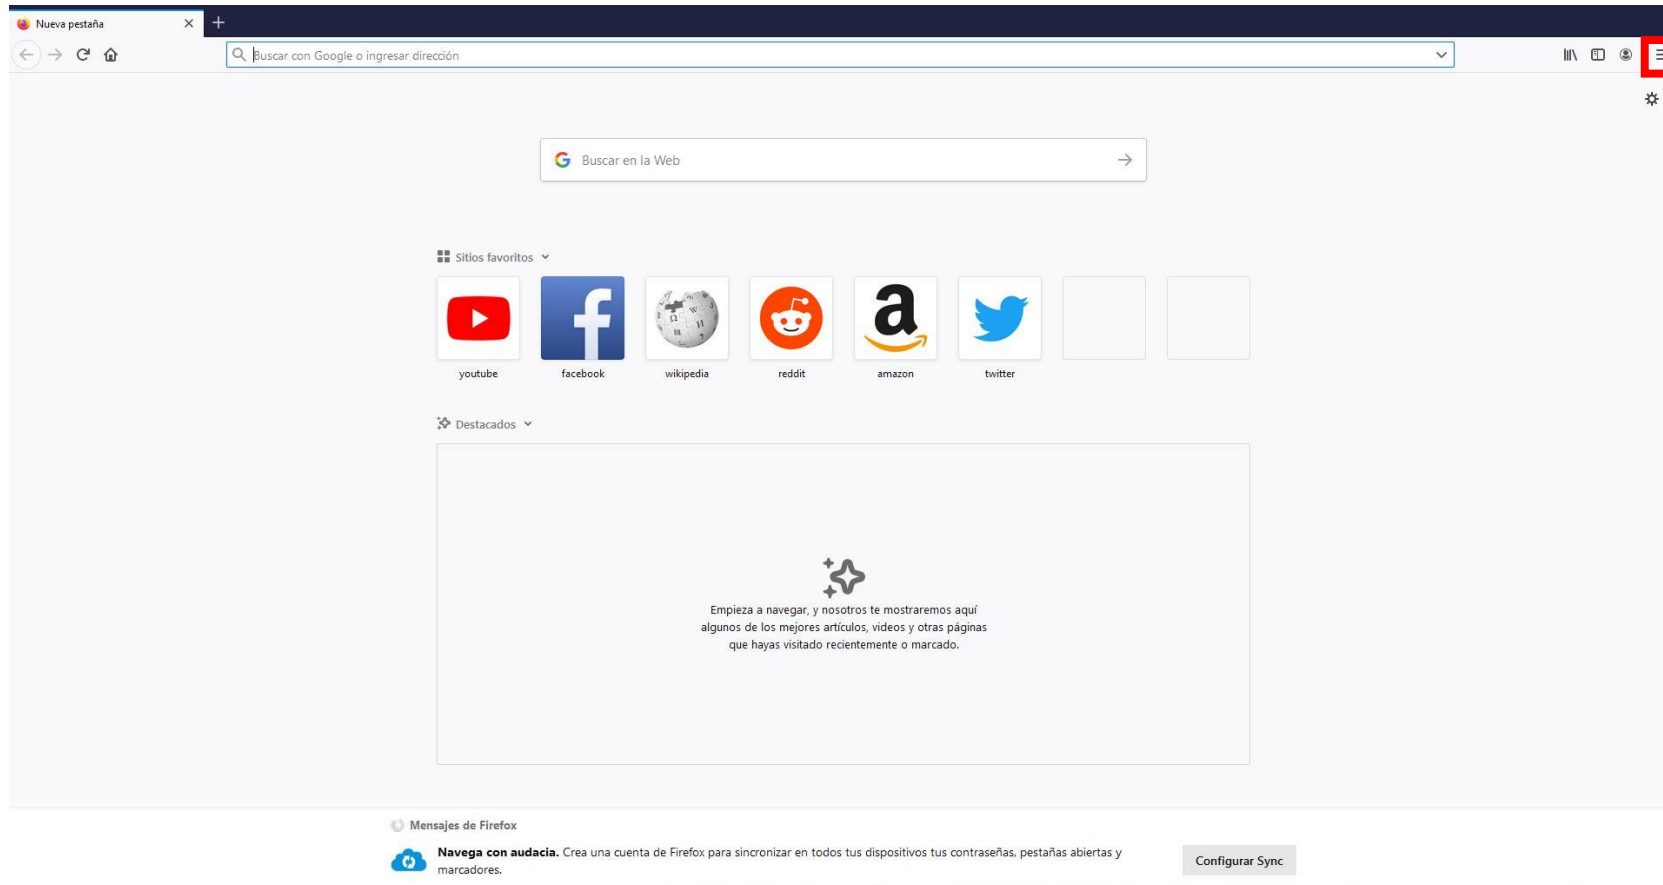 Nueva pestaña
Buscar con Google o ingresar dirección
Buscar en la Web
Sitios favoritos
youtube facebook wikipedia reddit amazon twitter
Destacados
Empieza a navegar, y nosotros te mostraremos aquí
algunos de los mejores artículos, videos y otras páginas
que hayas visitado recientemente o marcado.
Mensajes de Firefox
Navega con audacia. Crea una cuenta de Firefox para sincronizar en todos tus dispositivos tus contraseñas, pestañas abiertas y
marcadores.
Configurar Sync